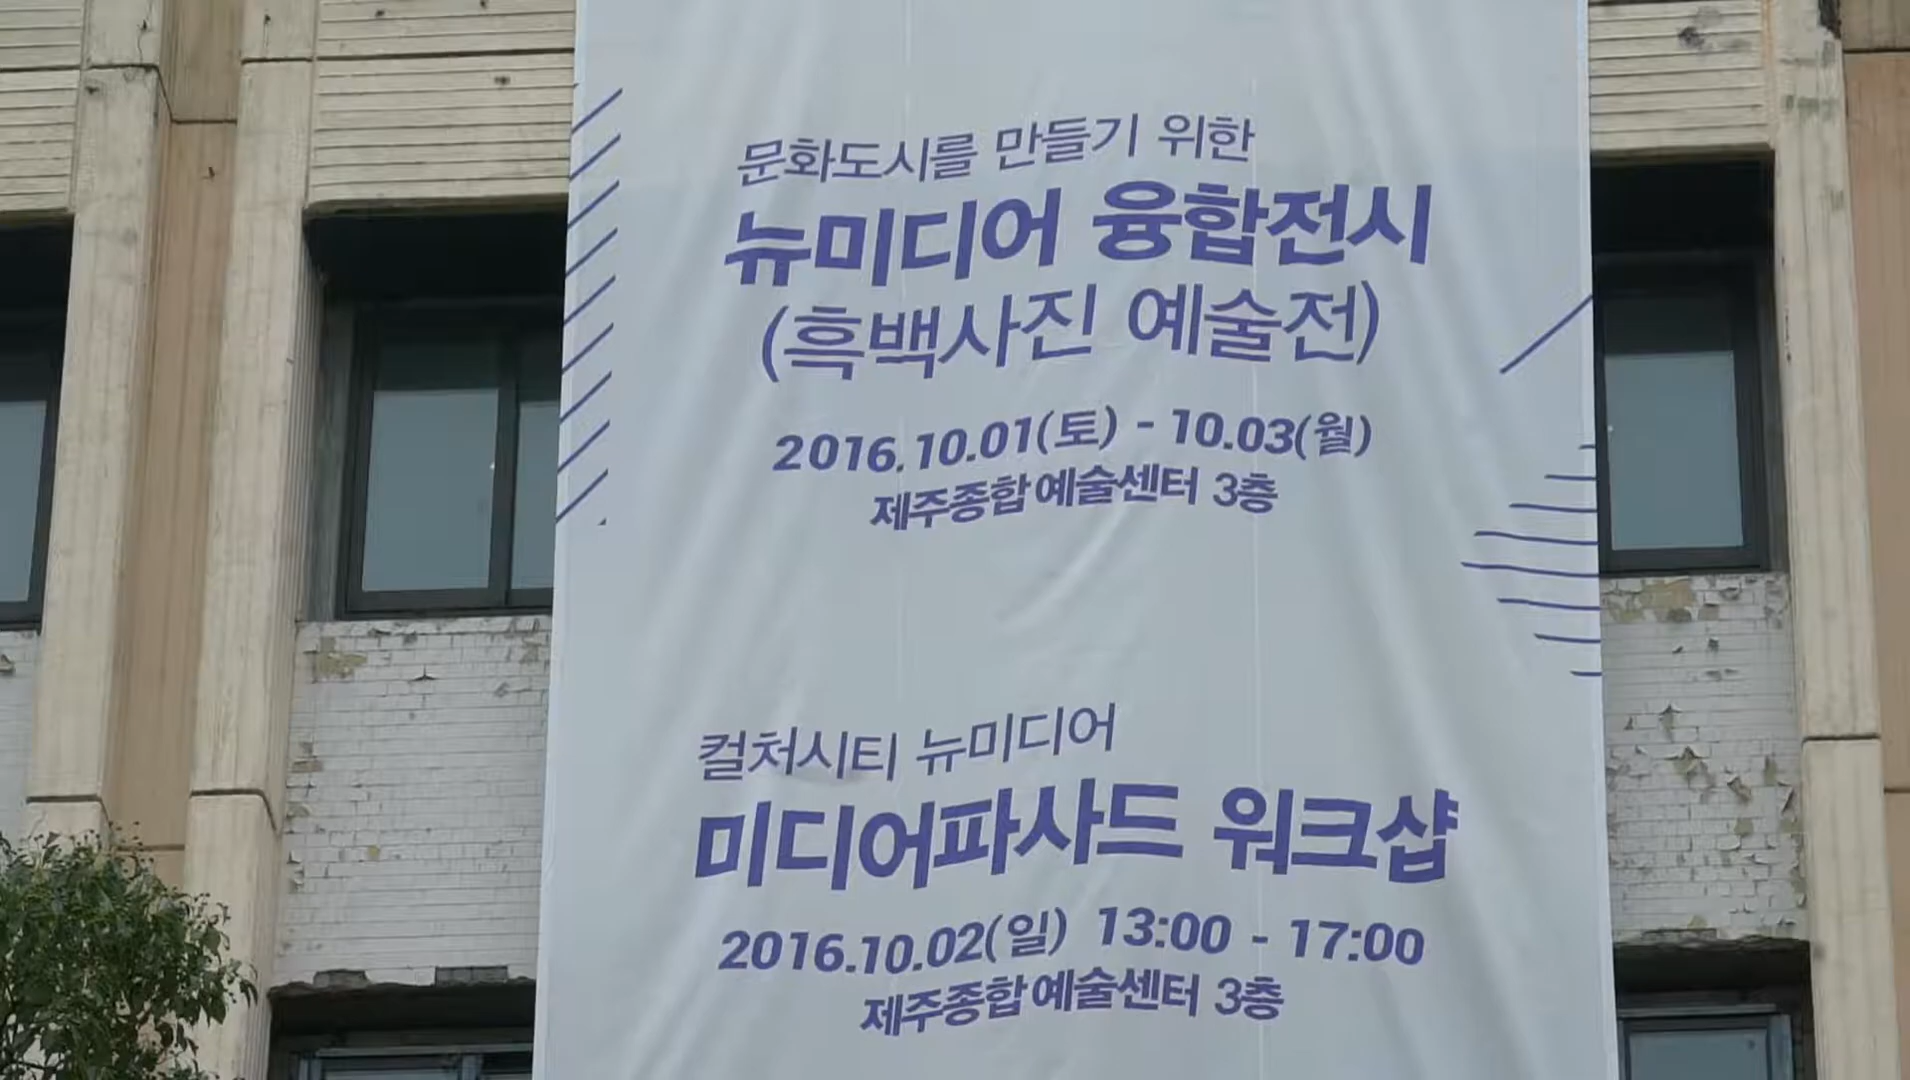 문화도시를 만들기 위한
뉴미디어 융합전시
(흑백사진 예술전)
2016.10.01(토) - 10.03(월)
제주종합예술센터 3층
컬처시티 뉴미디어
미디어파사드 워크샵
2016.10.02(일) 13:00 - 17:00
제주종합예술센터 3층